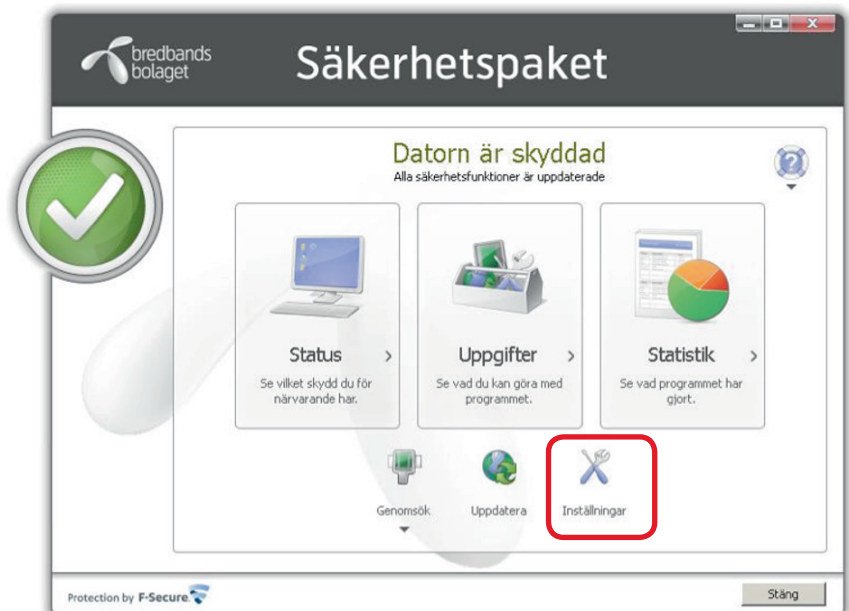 bredbands
bolaget
Säkerhetspaket
Datorn är skyddad
Alla säkerhetsfunktioner är uppdaterade
Status
Se vilket skydd du för
närvarande har.
Uppgifter
Se vad du kan göra med
programmet.
Statistik
Se vad programmet har
gjort.
Genomsök
Uppdatera
Inställningar
Protection by F-Secure
Stäng